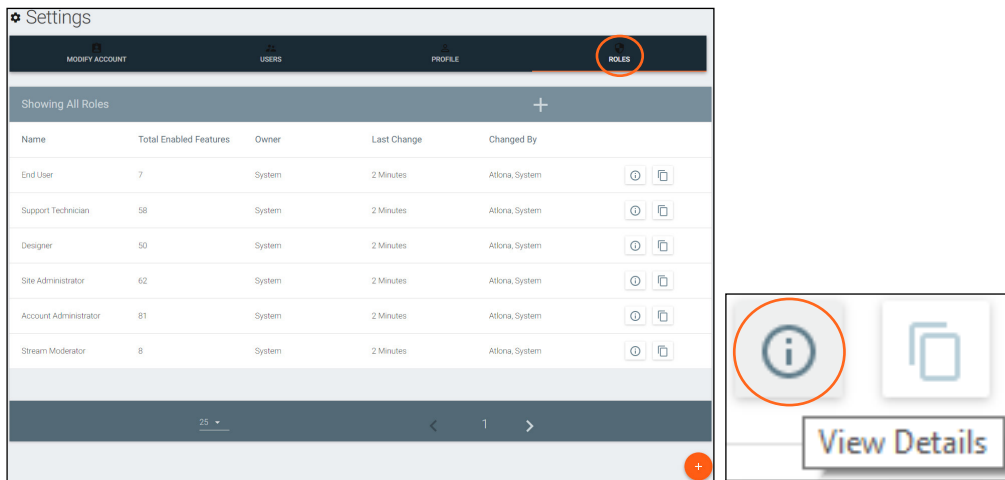 Settings
MODIFY ACCOUNT USERS PROFILE ROLES
Showing All Roles
Name Total Enabled Features Owner Last Change Changed By
End User 7 System 2 Minutes Atlona, System
Support Technician 58 System 2 Minutes Atlona, System
Designer 50 System 2 Minutes Atlona, System
Site Administrator 62 System 2 Minutes Atlona, System
Account Administrator 81 System 2 Minutes Atlona, System
Stream Moderator 8 System 2 Minutes Atlona, System
25 1
View Details